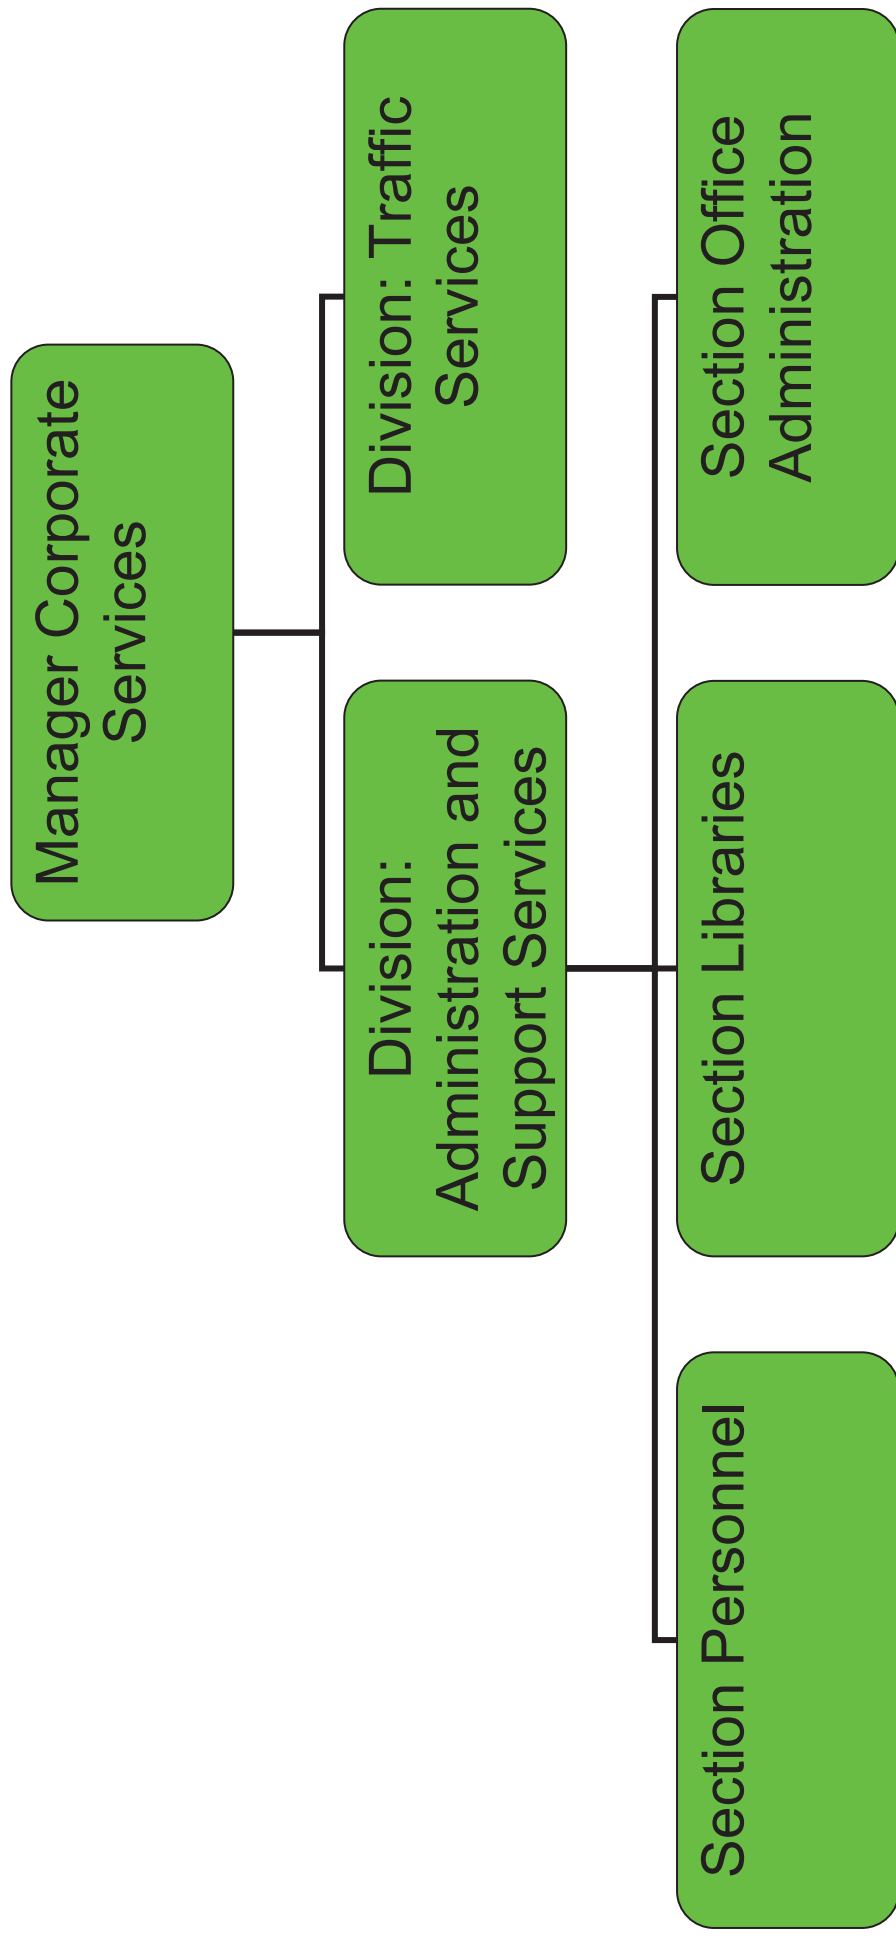 Manager Corporate
Services
Division:
Administration and
Support Services
Division: Traffic
Services
Section Personnel
Section Libraries
Section Office
Administration